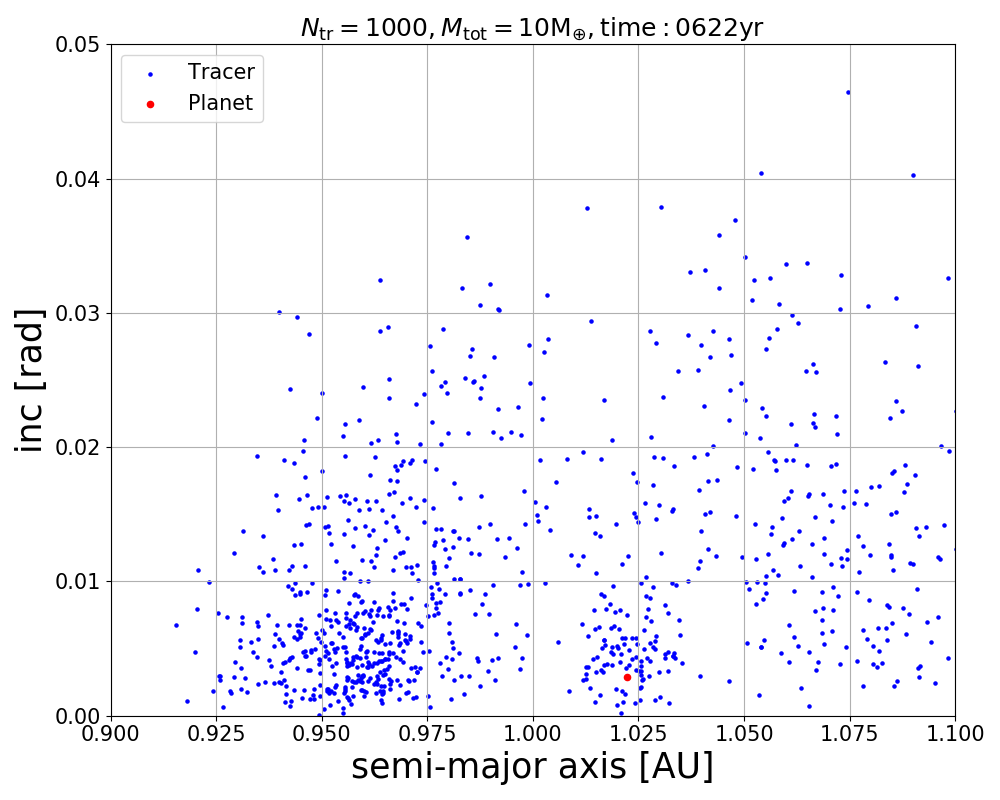 N_tr = 1000, M_tot = 10M_⊕, time : 0622yr
Tracer
Planet
inc [rad]
0.05
0.04
0.03
0.02
0.01
0.00
0.900 0.925 0.950 0.975 1.000 1.025 1.050 1.075 1.100
semi-major axis [AU]